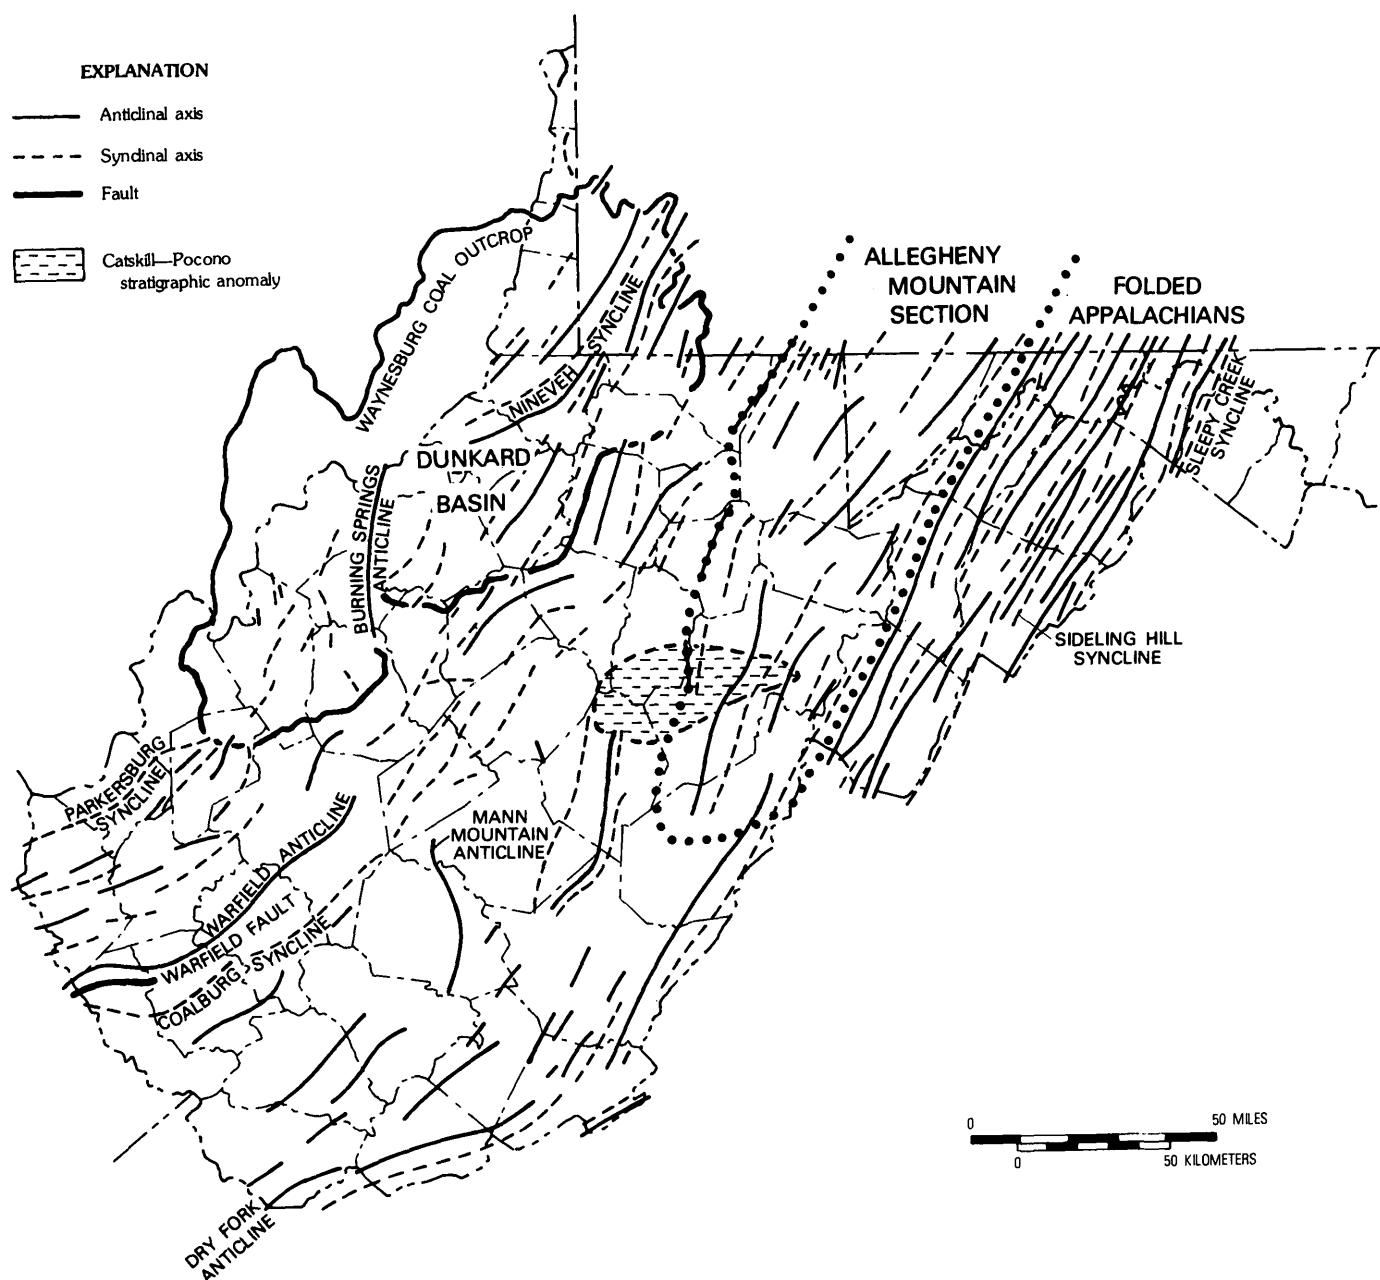 EXPLANATION
Anticlinal axis
Synclinal axis
Fault
Catskill—Pocono
stratigraphic anomaly
WAYNESBURG COAL OUTCROP
NINEVEH SYNCLINE
ALLEGHENY
MOUNTAIN
SECTION
FOLDED
APPALACHIANS
SLEEPY CREEK
SYNCLINE
DUNKARD
BASIN
BURNING SPRINGS
ANTICLINE
SIDELING HILL
SYNCLINE
PARKERSBURG
SYNCLINE
MANN
MOUNTAIN
ANTICLINE
WARFIELD ANTICLINE
WARFIELD FAULT
COALBURG SYNCLINE
DRY FORK
ANTICLINE
0 50 MILES
0 50 KILOMETERS